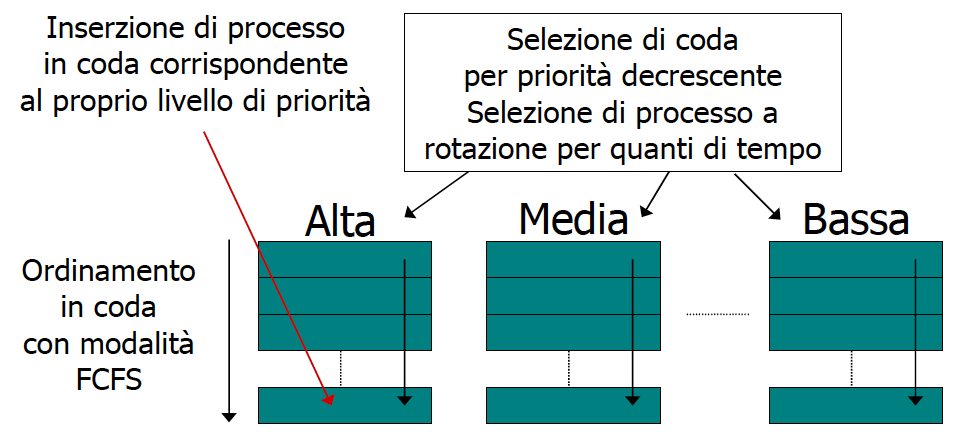 Inserzione di processo
in coda corrispondente
al proprio livello di priorità
Selezione di coda
per priorità decrescente
Selezione di processo a
rotazione per quanti di tempo
Alta
Media
Bassa
Ordinamento
in coda
con modalità
FCFS